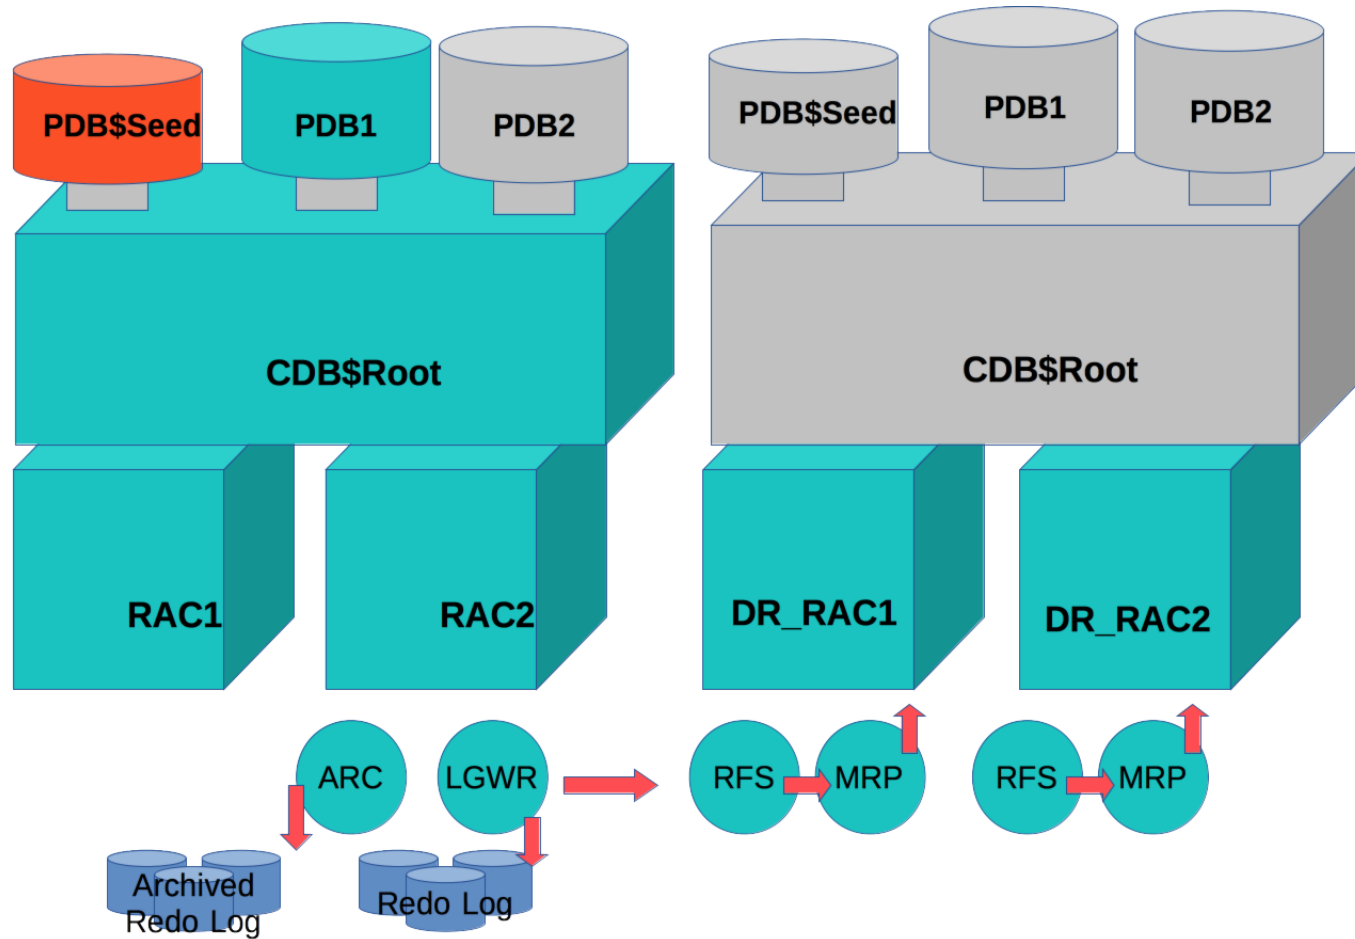 PDB$Seed
PDB1
PDB2
PDB$Seed
PDB1
PDB2
CDB$Root
CDB$Root
RAC1
RAC2
DR_RAC1
DR_RAC2
ARC
LGWR
RFS
MRP
RFS
MRP
Archived
Redo Log
Redo Log